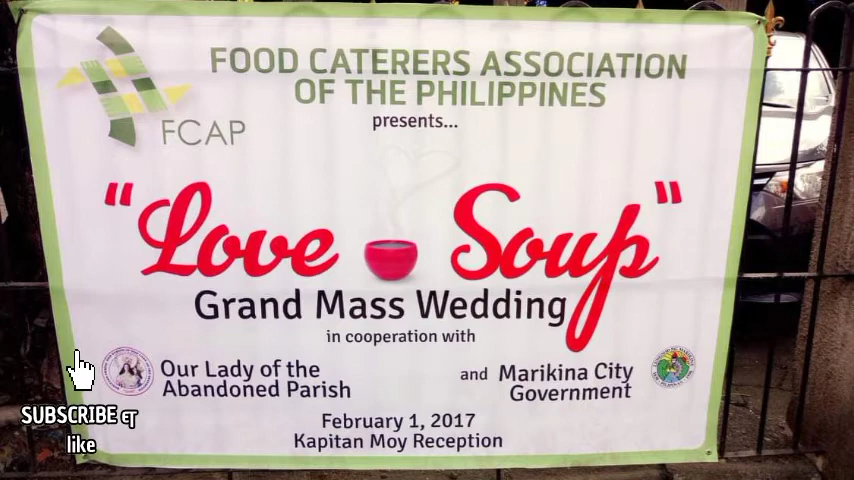 FOOD CATERERS ASSOCIATION
OF THE PHILIPPINES
FCAP
presents...
"Love Soup"
Grand Mass Wedding
in cooperation with
Our Lady of the
Abandoned Parish
and Marikina City
Government
February 1, 2017
Kapitan Moy Reception
SUBSCRIBE
like